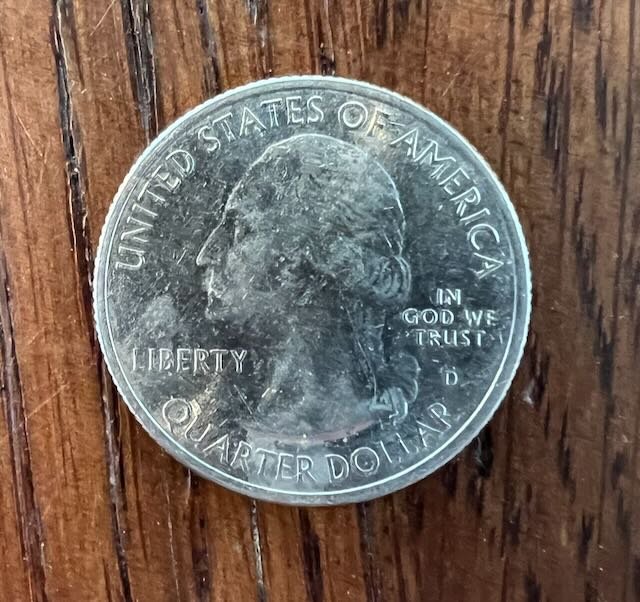 UNITED STATES OF AMERICA
IN
GOD WE
TRUST
LIBERTY
D
QUARTER DOLLAR